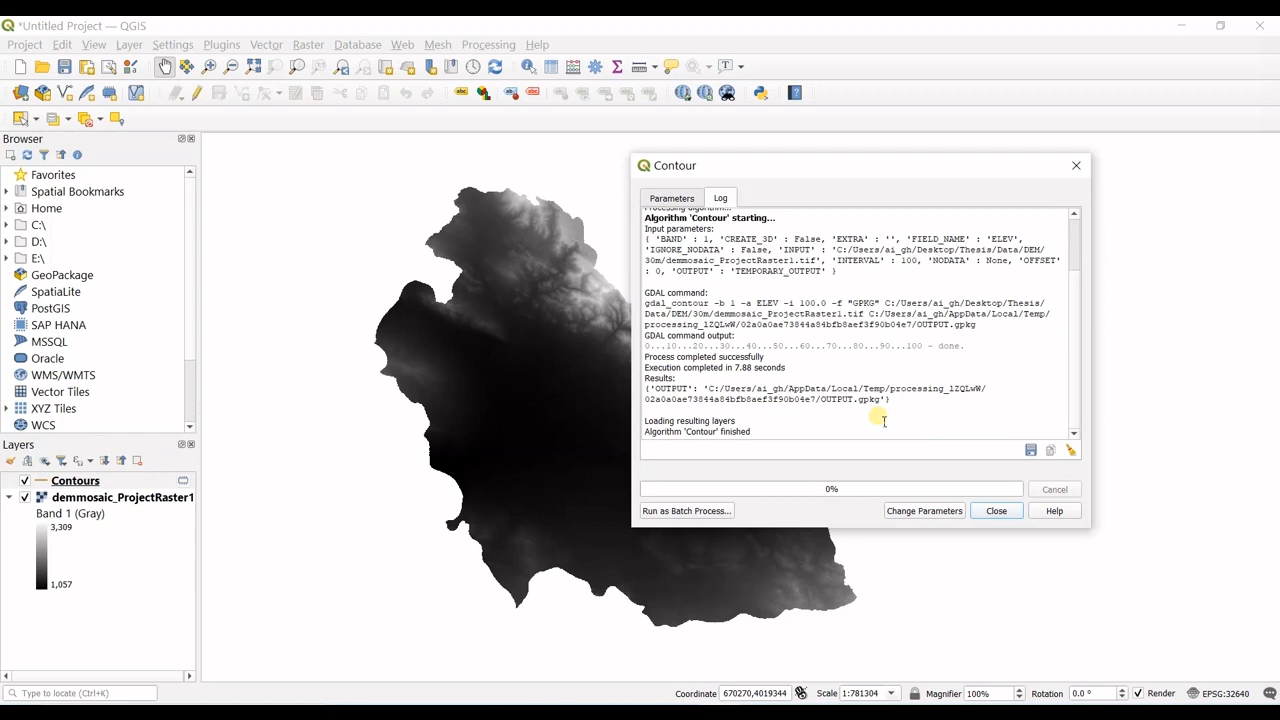 *Untitled Project — QGIS
Project Edit View Layer Settings Plugins Vector Raster Database Web Mesh Processing Help
Browser
Favorites
Spatial Bookmarks
Home
C:\
D:\
E:\
GeoPackage
SpatiaLite
PostGIS
SAP HANA
MSSQL
Oracle
WMS/WMTS
Vector Tiles
XYZ Tiles
WCS
Layers
Contours
demmosaic_ProjectRaster1
Band 1 (Gray)
3,309
1,057
Contour
Parameters Log
Processing algorithm...
Algorithm 'Contour' starting...
Input parameters:
{ 'BAND' : 1, 'CREATE_3D' : False, 'EXTRA' : '', 'FIELD_NAME' : 'ELEV',
'IGNORE_NODATA' : False, 'INPUT' : 'C:/Users/ai_gh/Desktop/Thesis/Data/DEM/
30m/demmosaic_ProjectRaster1.tif', 'INTERVAL' : 100, 'NODATA' : None, 'OFFSET'
: 0, 'OUTPUT' : 'TEMPORARY_OUTPUT' }
GDAL command:
gdal_contour -b 1 -a ELEV -i 100.0 -f "GPKG" C:/Users/ai_gh/Desktop/Thesis/
Data/DEM/30m/demmosaic_ProjectRaster1.tif C:/Users/ai_gh/AppData/Local/Temp/
processing_lZQLwW/02a0a0ae73844a84bfb8aef3f90b04e7/OUTPUT.gpkg
GDAL command output:
0...10...20...30...40...50...60...70...80...90...100 - done.
Process completed successfully
Execution completed in 7.88 seconds
Results:
{'OUTPUT': 'C:/Users/ai_gh/AppData/Local/Temp/processing_lZQLwW/
02a0a0ae73844a84bfb8aef3f90b04e7/OUTPUT.gpkg'}
Loading resulting layers
Algorithm 'Contour' finished
0% Cancel
Run as Batch Process... Change Parameters Close Help
Type to locate (Ctrl+K) Coordinate 670270,4019344 Scale 1:781304 Magnifier 100% Rotation 0.0 ° Render EPSG:32640